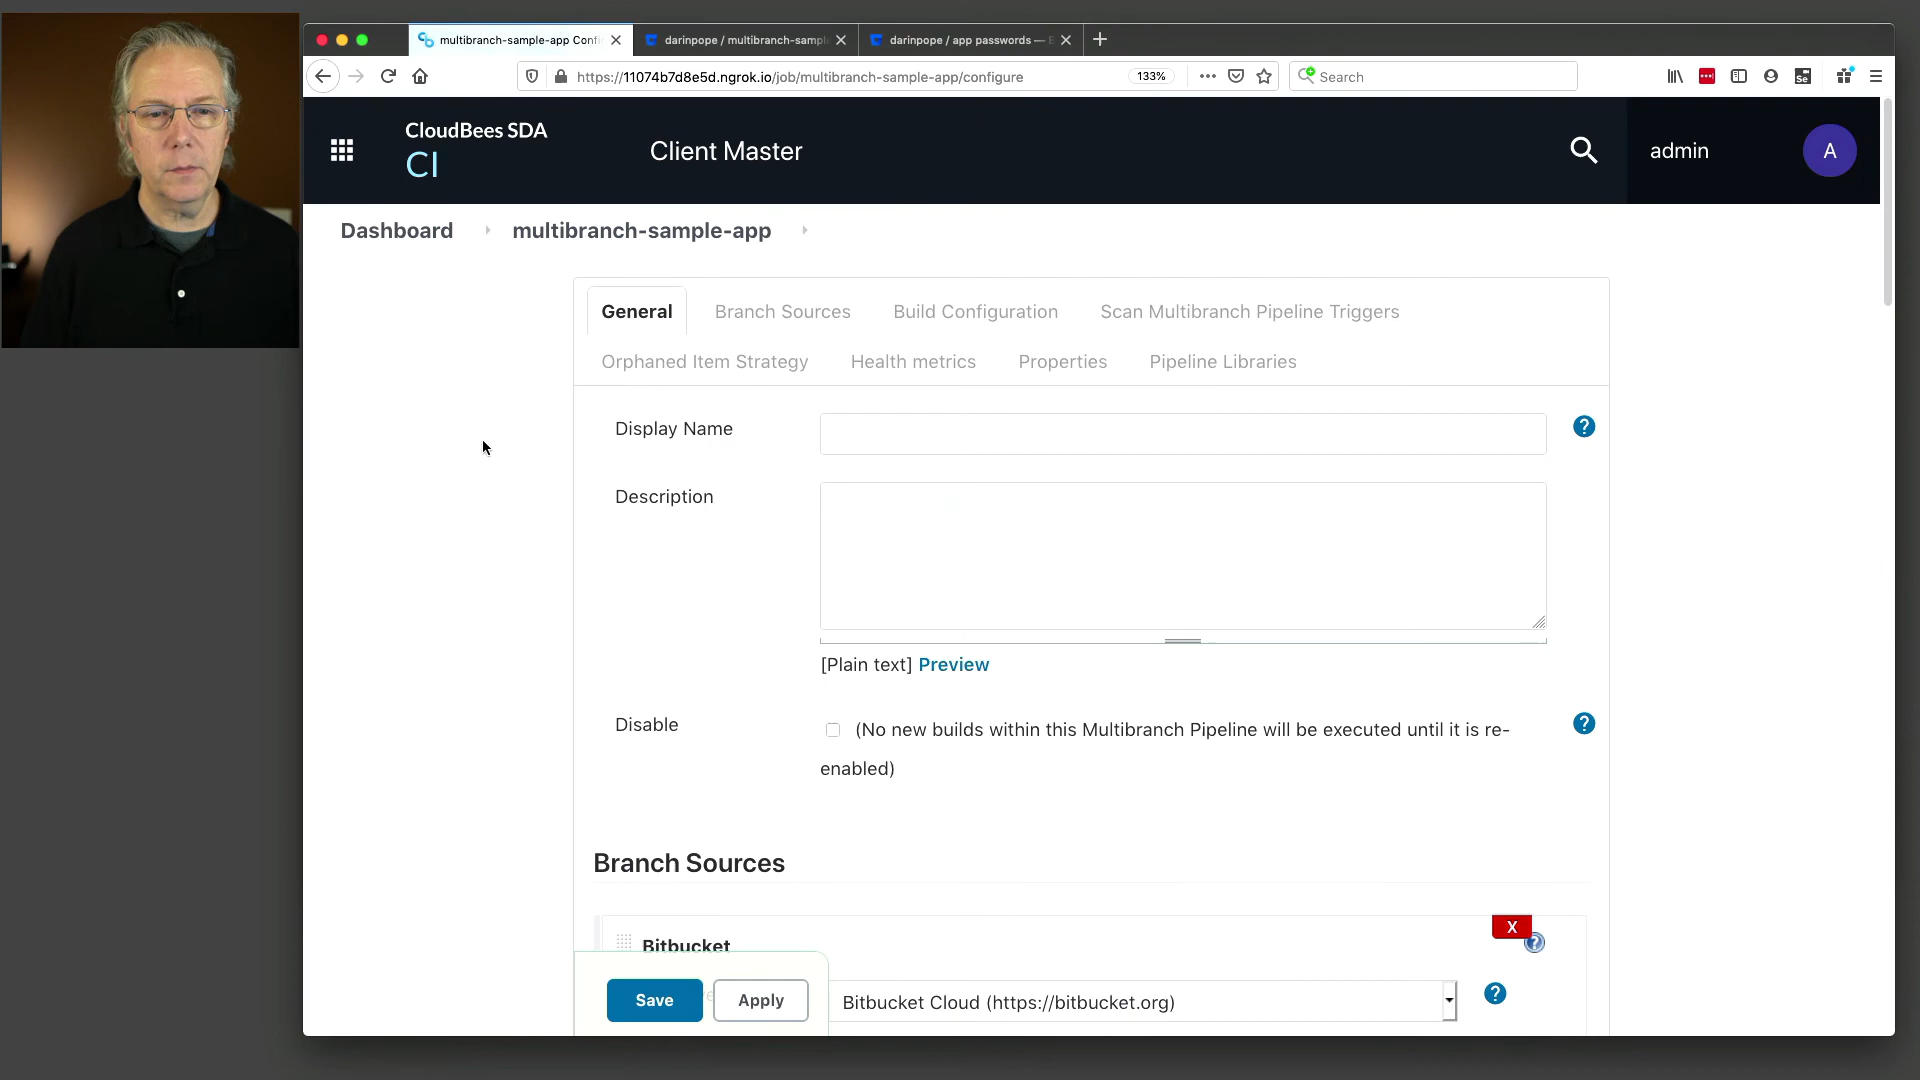 multibranch-sample-app Confi
darinpope / multibranch-sampl
darinpope / app passwords — B
https://11074b7d8e5d.ngrok.io/job/multibranch-sample-app/configure
133%
Search
Se
CloudBees SDA
CI
Client Master
admin
A
Dashboard
multibranch-sample-app
General
Branch Sources
Build Configuration
Scan Multibranch Pipeline Triggers
Orphaned Item Strategy
Health metrics
Properties
Pipeline Libraries
Display Name
?
Description
[Plain text] Preview
Disable
(No new builds within this Multibranch Pipeline will be executed until it is re-
enabled)
?
Branch Sources
X
Bitbucket
?
Save
Apply
Bitbucket Cloud (https://bitbucket.org)
?